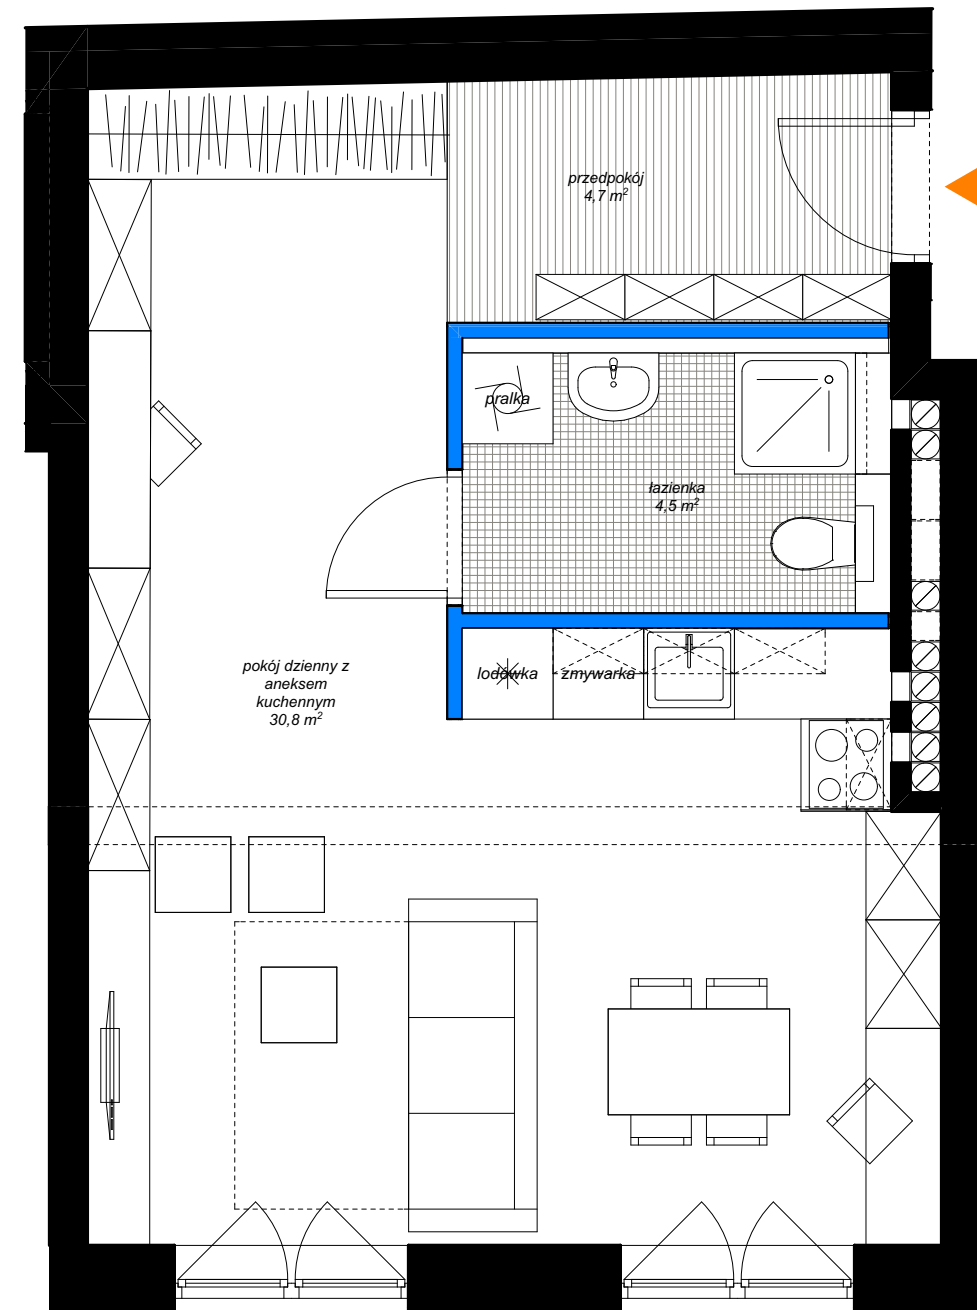 przedpokój
4,7 m²
pralka
łazienka
4,5 m²
pokój dzienny z
aneksem
kuchennym
30,8 m²
lodówka
zmywarka